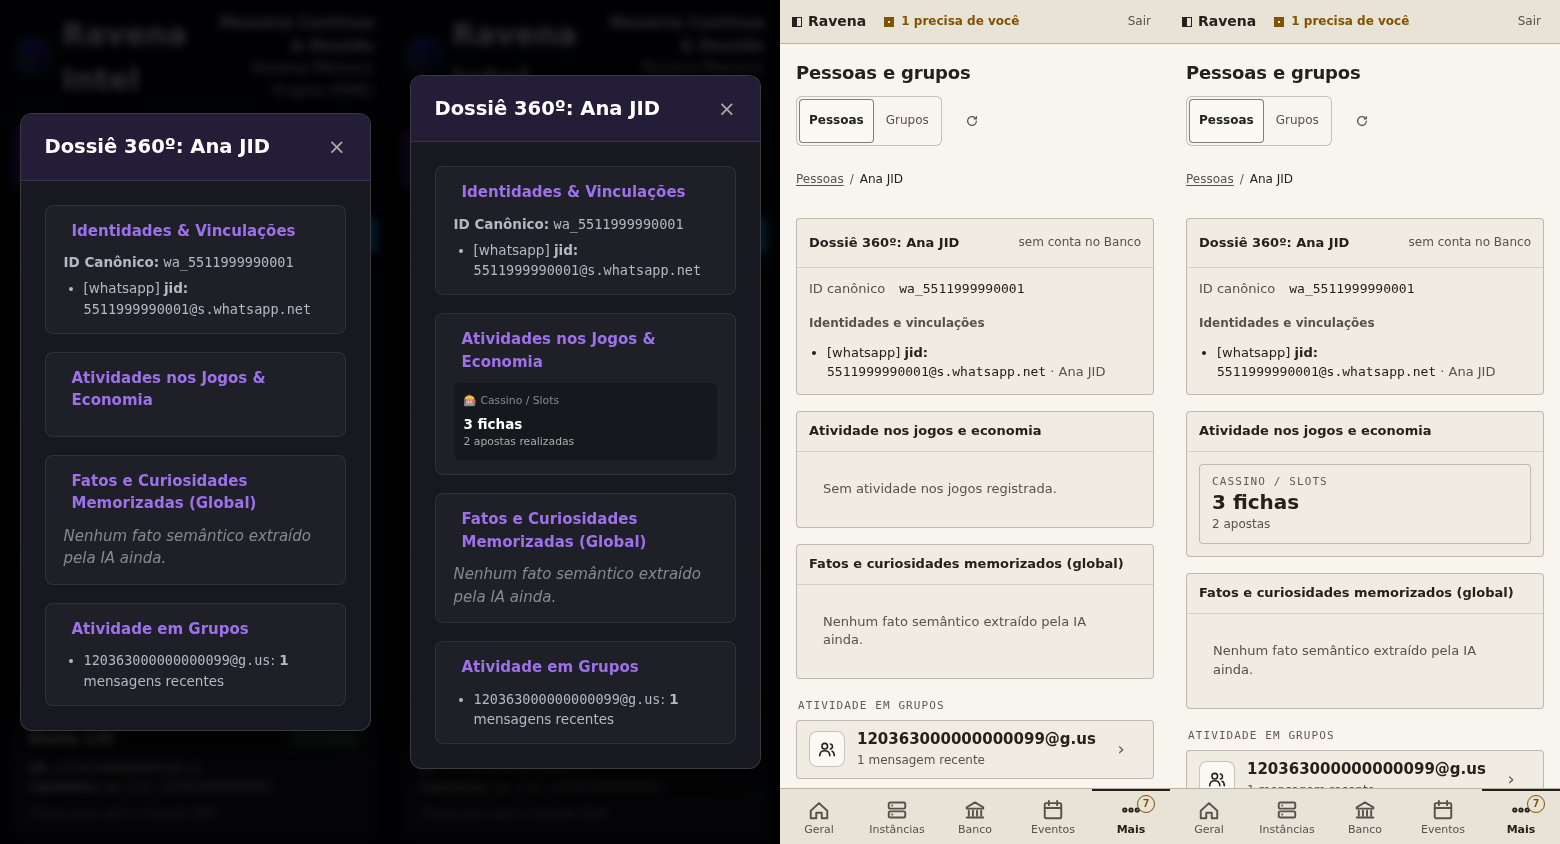 Ravena
Intel
Dossiê 360º: Ana JID
×
Identidades & Vinculações
ID Canônico: wa_5511999990001
• [whatsapp] jid:
5511999990001@s.whatsapp.net
Atividades nos Jogos &
Economia
Fatos e Curiosidades
Memorizadas (Global)
Nenhum fato semântico extraído
pela IA ainda.
Atividade em Grupos
• 120363000000000099@g.us: 1
mensagens recentes
Ravena
Dossiê 360º: Ana JID
×
Identidades & Vinculações
ID Canônico: wa_5511999990001
• [whatsapp] jid:
5511999990001@s.whatsapp.net
Atividades nos Jogos &
Economia
🎰 Cassino / Slots
3 fichas
2 apostas realizadas
Fatos e Curiosidades
Memorizadas (Global)
Nenhum fato semântico extraído
pela IA ainda.
Atividade em Grupos
• 120363000000000099@g.us: 1
mensagens recentes
Ravena 1 precisa de você Sair
Pessoas e grupos
Pessoas Grupos
Pessoas / Ana JID
Dossiê 360º: Ana JID sem conta no Banco
ID canônico wa_5511999990001
Identidades e vinculações
• [whatsapp] jid:
5511999990001@s.whatsapp.net · Ana JID
Atividade nos jogos e economia
Sem atividade nos jogos registrada.
Fatos e curiosidades memorizados (global)
Nenhum fato semântico extraído pela IA
ainda.
ATIVIDADE EM GRUPOS
120363000000000099@g.us ›
1 mensagem recente
7
Geral Instâncias Banco Eventos Mais
Ravena 1 precisa de você Sair
Pessoas e grupos
Pessoas Grupos
Pessoas / Ana JID
Dossiê 360º: Ana JID sem conta no Banco
ID canônico wa_5511999990001
Identidades e vinculações
• [whatsapp] jid:
5511999990001@s.whatsapp.net · Ana JID
Atividade nos jogos e economia
CASSINO / SLOTS
3 fichas
2 apostas
Fatos e curiosidades memorizados (global)
Nenhum fato semântico extraído pela IA
ainda.
ATIVIDADE EM GRUPOS
120363000000000099@g.us ›
1 mensagem recente
7
Geral Instâncias Banco Eventos Mais